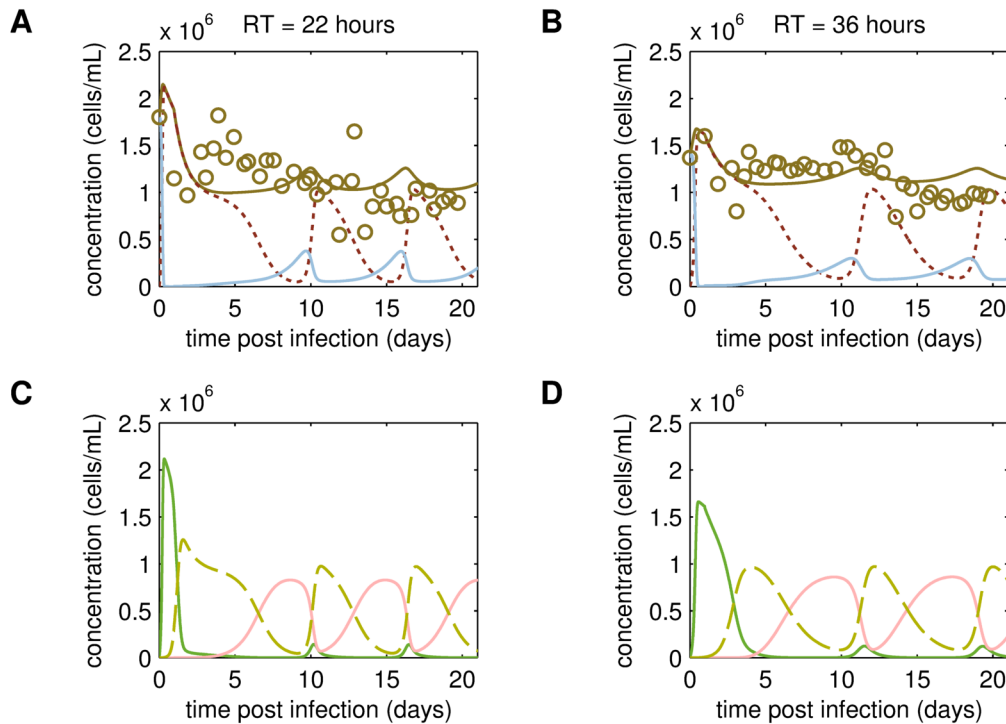 A
RT = 22 hours
x 10^6
concentration (cells/mL)
2.5
2
1.5
1
0.5
0
0 5 10 15 20
time post infection (days)
B
RT = 36 hours
x 10^6
concentration (cells/mL)
2.5
2
1.5
1
0.5
0
0 5 10 15 20
time post infection (days)
C
x 10^6
concentration (cells/mL)
2.5
2
1.5
1
0.5
0
0 5 10 15 20
time post infection (days)
D
x 10^6
concentration (cells/mL)
2.5
2
1.5
1
0.5
0
0 5 10 15 20
time post infection (days)